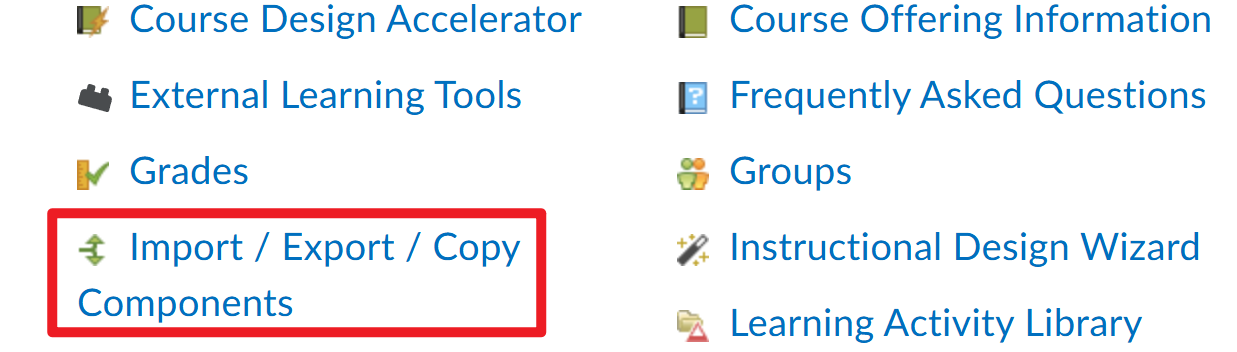 Course Design Accelerator
Course Offering Information
External Learning Tools
Frequently Asked Questions
Grades
Groups
Import / Export / Copy
Components
Instructional Design Wizard
Learning Activity Library